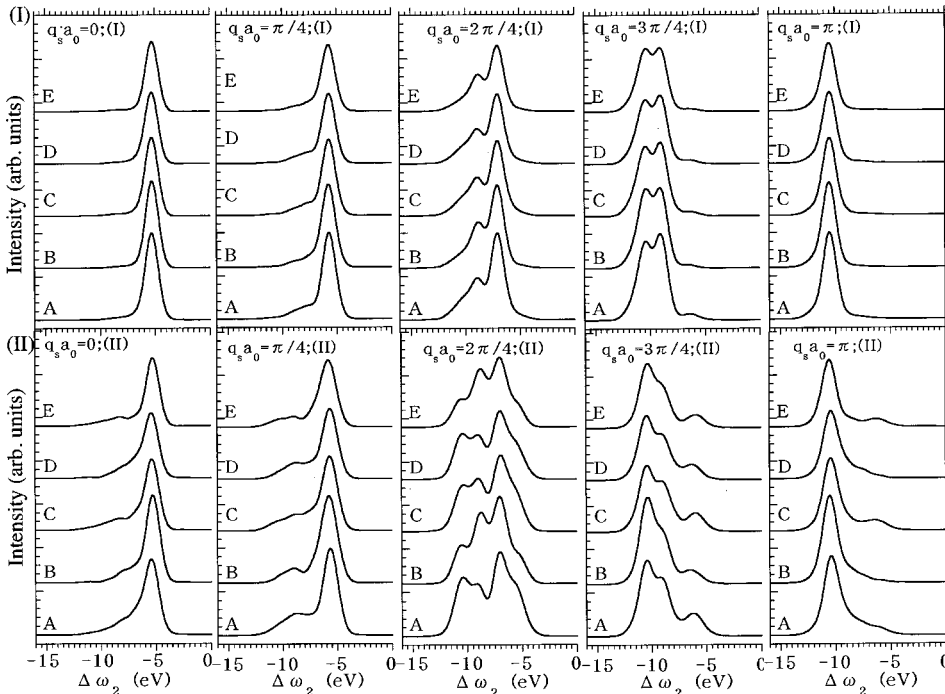 (I)
Intensity (arb. units)
q_s a_0=0;(I)
E
D
C
B
A
q_s a_0=π/4;(I)
E
D
C
B
A
q_s a_0=2π/4;(I)
E
D
C
B
A
q_s a_0=3π/4;(I)
E
D
C
B
A
q_s a_0=π;(I)
E
D
C
B
A
(II)
Intensity (arb. units)
q_s a_0=0;(II)
E
D
C
B
A
-15 -10 -5 0
Δω_2 (eV)
q_s a_0=π/4;(II)
E
D
C
B
A
-10 -5 0
Δω_2 (eV)
q_s a_0=2π/4;(II)
E
D
C
B
A
-10 -5 0
Δω_2 (eV)
q_s a_0=3π/4;(II)
E
D
C
B
A
-15 -10 -5 0
Δω_2 (eV)
q_s a_0=π;(II)
E
D
C
B
A
-15 -10 -5 0
Δω_2 (eV)